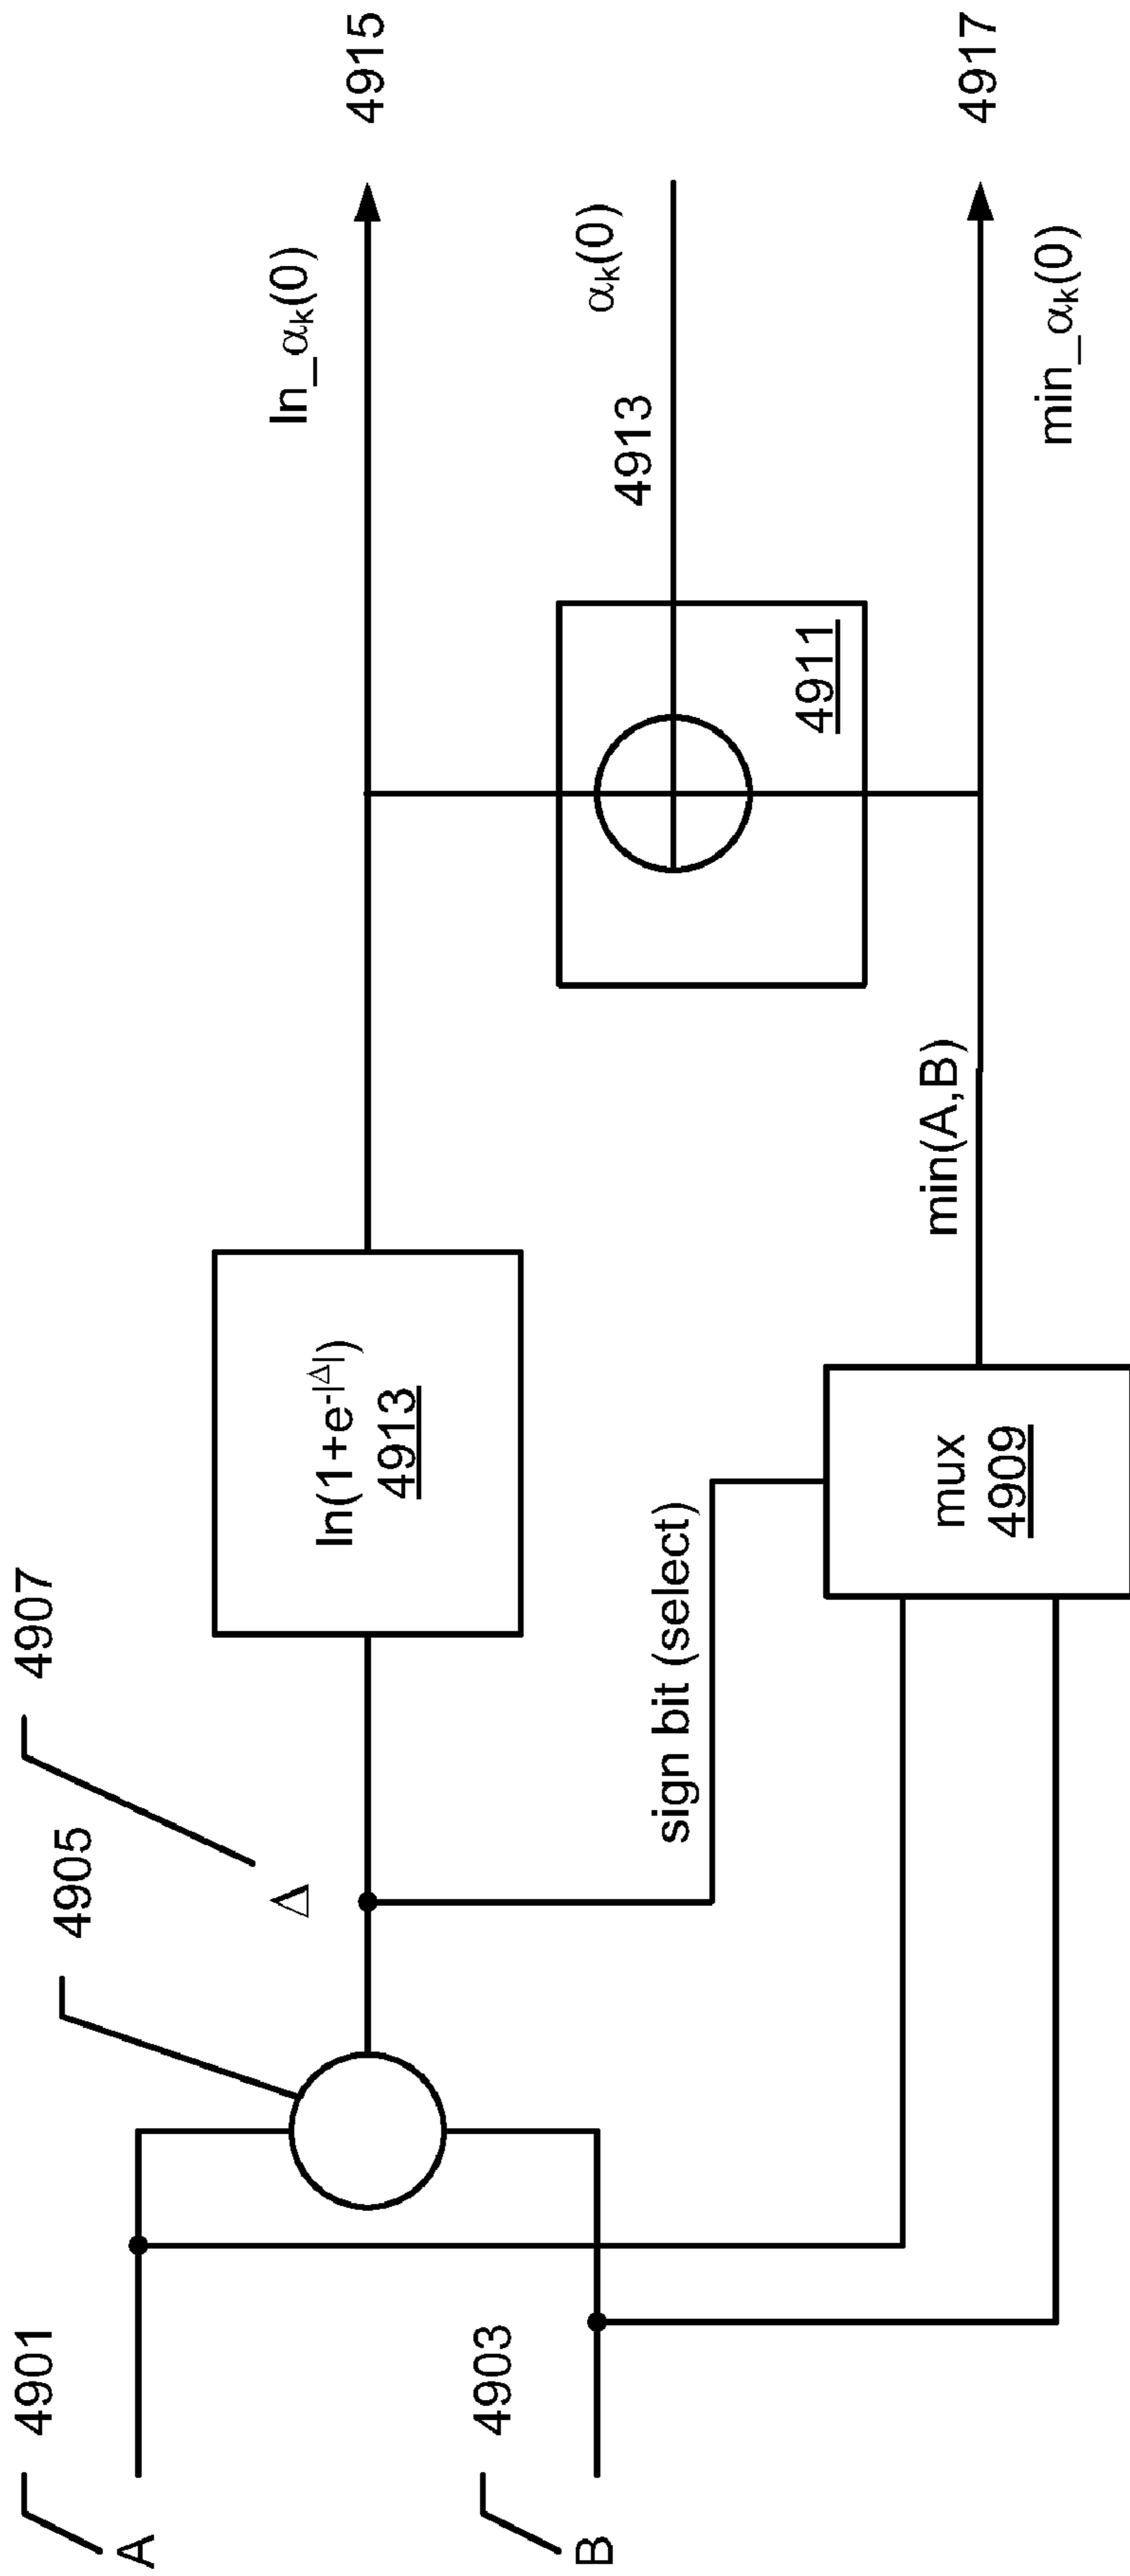 A
4901
B
4903
4905
Δ
4907
sign bit (select)
ln(1+e-|Δ|)
4913
mux
4909
min(A,B)
4911
4913
αk(0)
ln_αk(0)
4915
min_αk(0)
4917